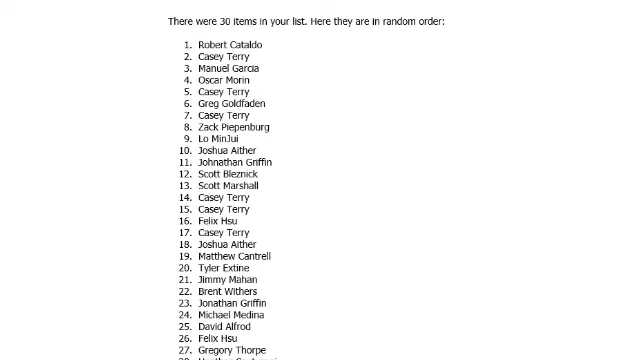 There were 30 items in your list. Here they are in random order:
1. Robert Cataldo
2. Casey Terry
3. Manuel Garcia
4. Oscar Morin
5. Casey Terry
6. Greg Goldfaden
7. Casey Terry
8. Zack Piepenburg
9. Lo MinJui
10. Joshua Aither
11. Johnathan Griffin
12. Scott Bleznick
13. Scott Marshall
14. Casey Terry
15. Casey Terry
16. Felix Hsu
17. Casey Terry
18. Joshua Aither
19. Matthew Cantrell
20. Tyler Extine
21. Jimmy Mahan
22. Brent Withers
23. Jonathan Griffin
24. Michael Medina
25. David Alfrod
26. Felix Hsu
27. Gregory Thorpe